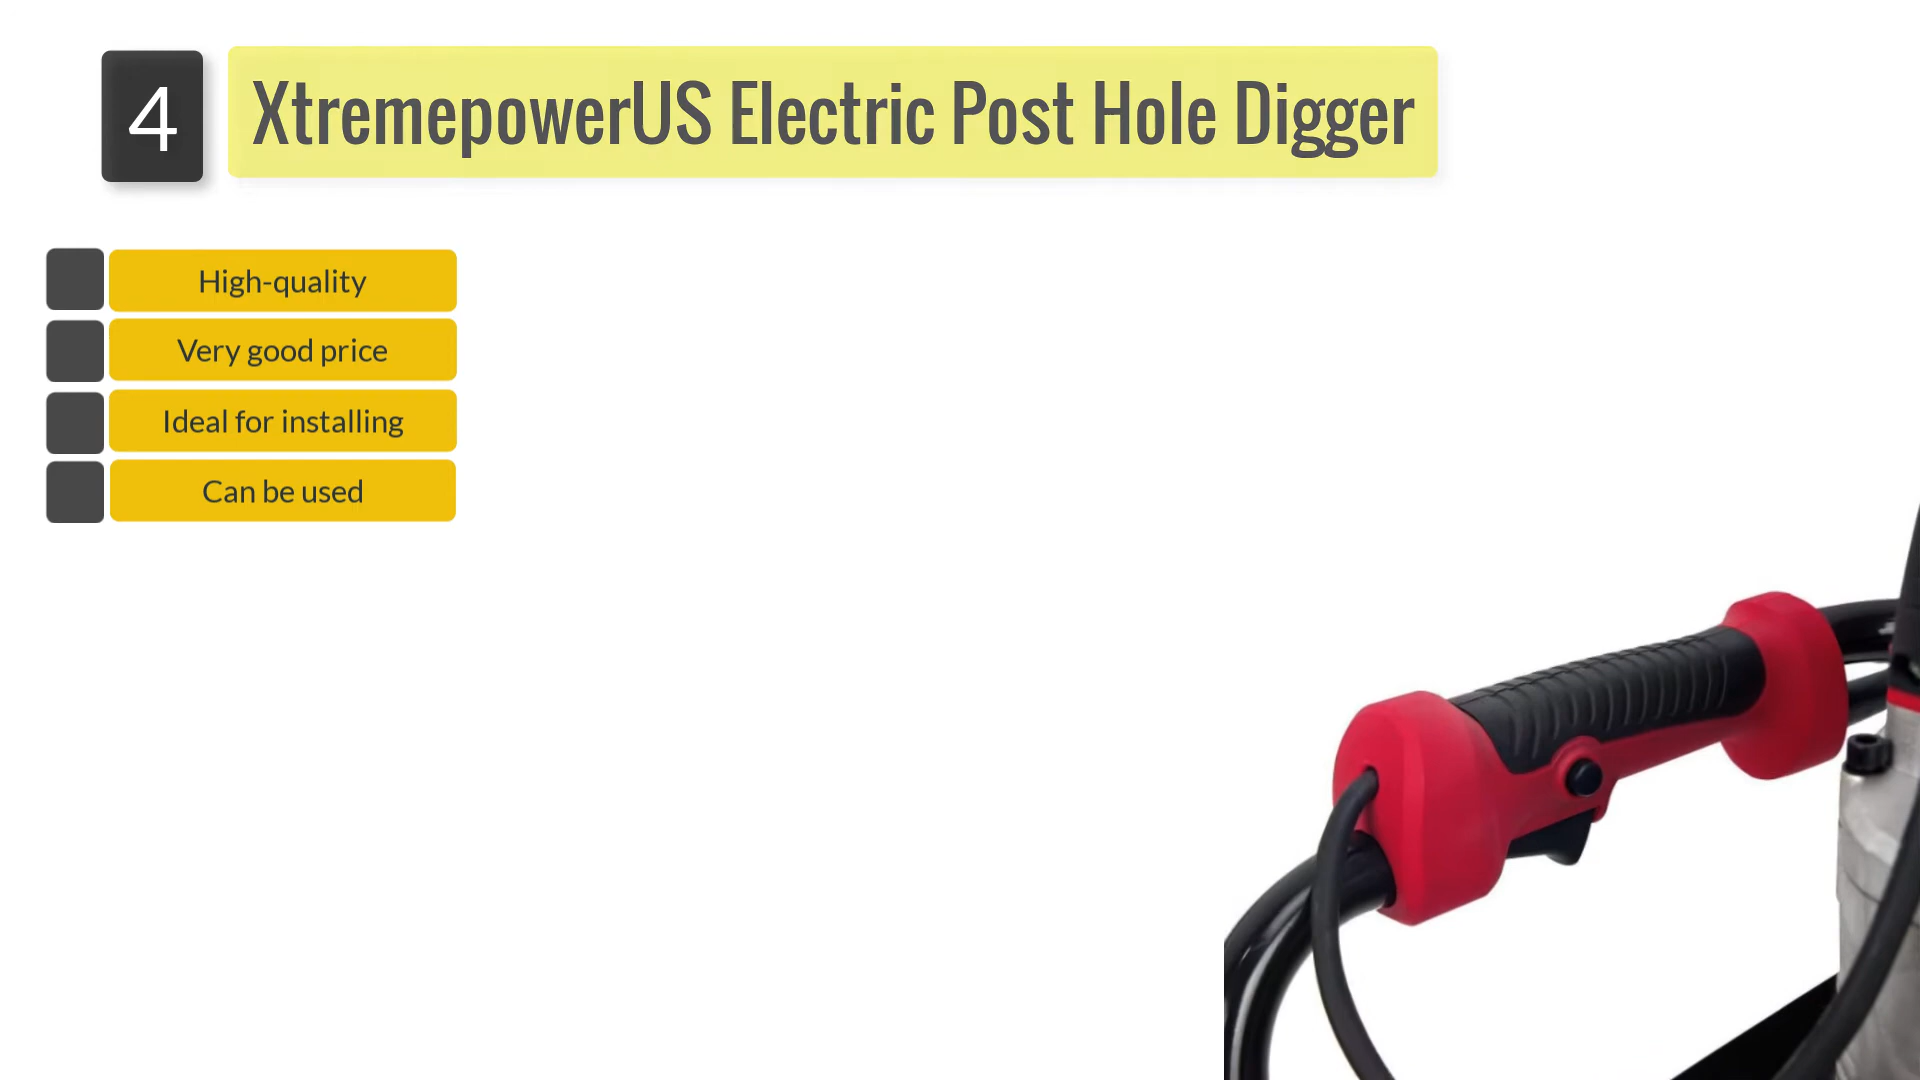 4
XtremepowerUS Electric Post Hole Digger
High-quality
Very good price
Ideal for installing
Can be used